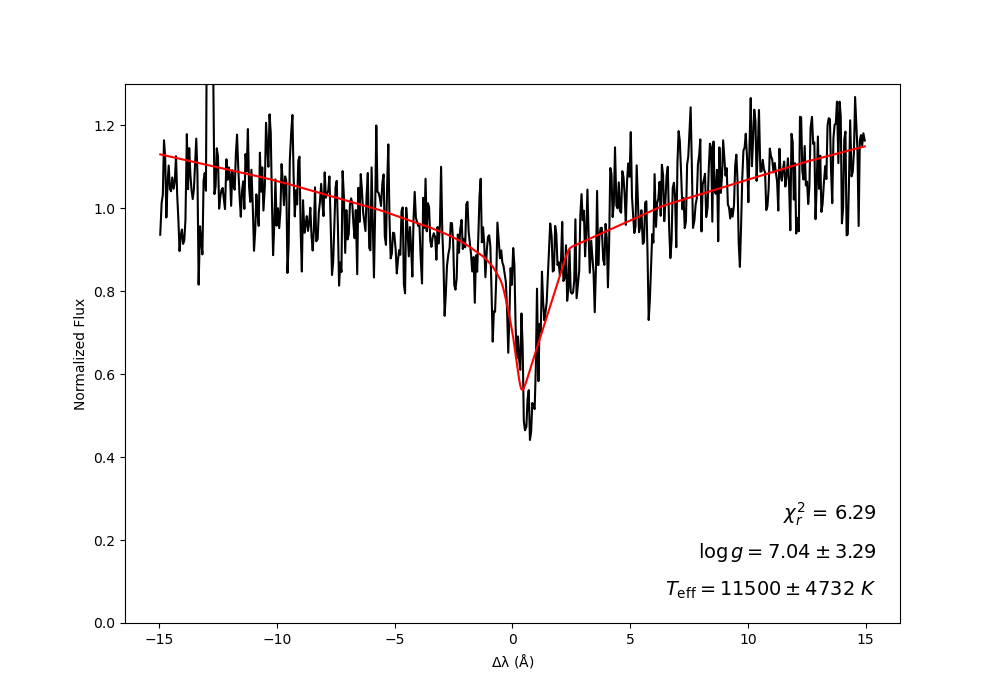 1.2
1.0
0.8
0.6
0.4
0.2
0.0
Normalized Flux
χ²ᵣ = 6.29
log g = 7.04 ± 3.29
T_eff = 11500 ± 4732 K
−15 −10 −5 0 5 10 15
Δλ (Å)